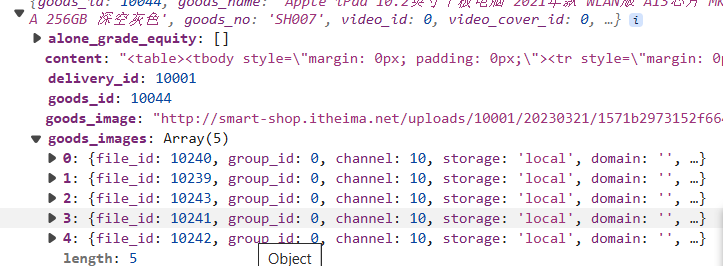 {goods_id: 10044, goods_name: 'Apple iPad 10.2英寸平板电脑 2021年款 WLAN版 A13芯片 MK
A 256GB 深空灰色', goods_no: 'SH007', video_id: 0, video_cover_id: 0, …}
alone_grade_equity: []
content: "<table><tbody style=\"margin: 0px; padding: 0px;\"><tr style=\"margin: 0p
delivery_id: 10001
goods_id: 10044
goods_image: "http://smart-shop.itheima.net/uploads/10001/20230321/1571b2973152f664
goods_images: Array(5)
0: {file_id: 10240, group_id: 0, channel: 10, storage: 'local', domain: '', …}
1: {file_id: 10239, group_id: 0, channel: 10, storage: 'local', domain: '', …}
2: {file_id: 10243, group_id: 0, channel: 10, storage: 'local', domain: '', …}
3: {file_id: 10241, group_id: 0, channel: 10, storage: 'local', domain: '', …}
4: {file_id: 10242, group_id: 0, channel: 10, storage: 'local', domain: '', …}
length: 5
Object